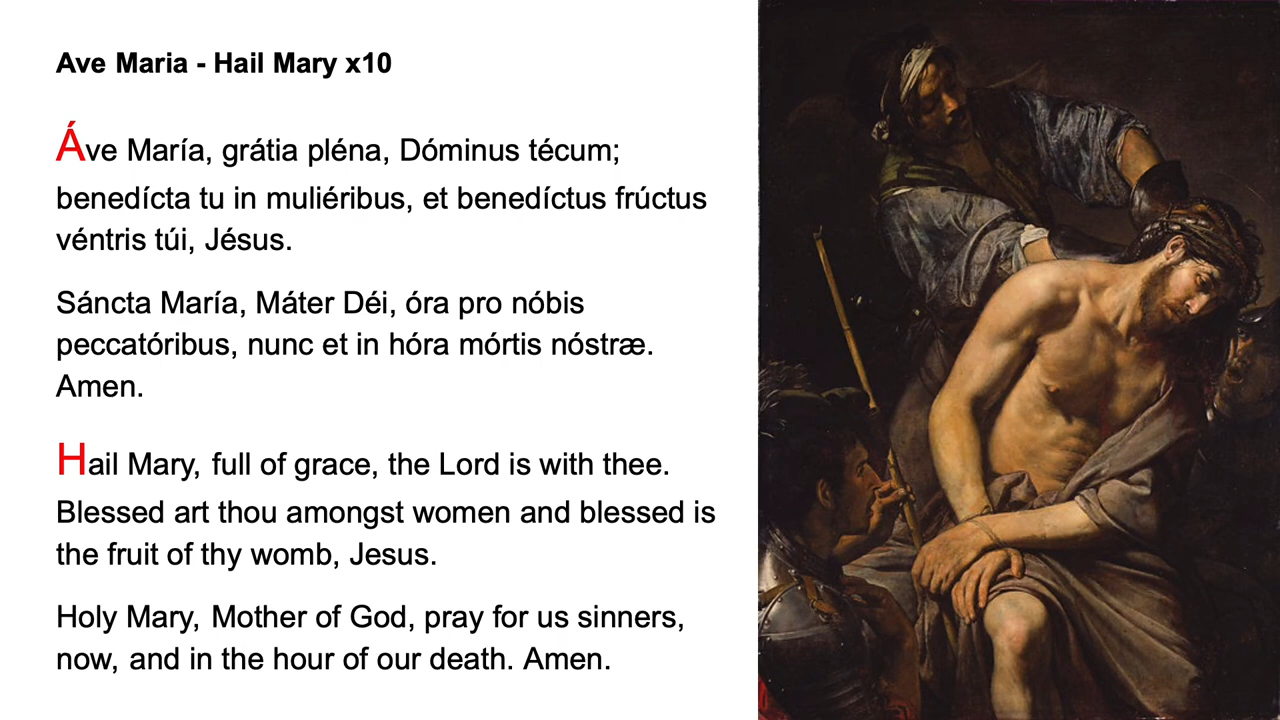 Ave Maria - Hail Mary x10
Áve María, grátia pléna, Dóminus técum;
benedícta tu in muliéribus, et benedíctus frúctus
véntris túi, Jésus.
Sáncta María, Máter Déi, óra pro nóbis
peccatóribus, nunc et in hóra mórtis nóstræ.
Amen.
Hail Mary, full of grace, the Lord is with thee.
Blessed art thou amongst women and blessed is
the fruit of thy womb, Jesus.
Holy Mary, Mother of God, pray for us sinners,
now, and in the hour of our death. Amen.